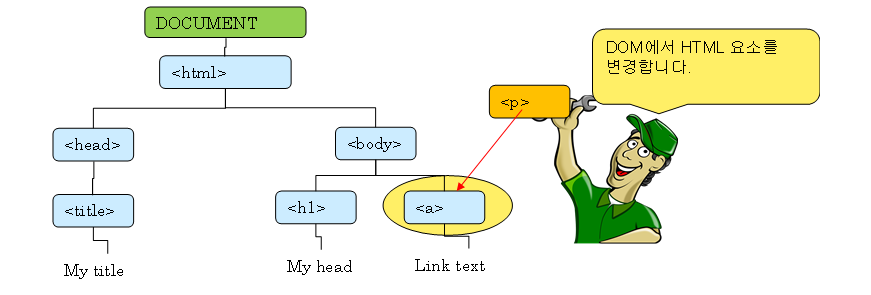 DOCUMENT
<html>
DOM에서 HTML 요소를
변경합니다.
<p>
<head>
<body>
<title>
<h1>
<a>
My title
My head
Link text